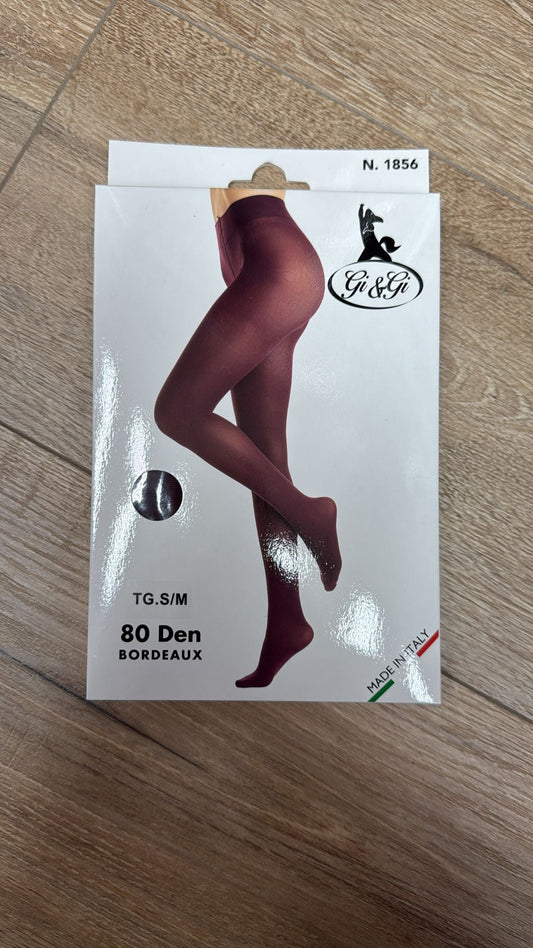 N. 1856
Gi & Gi
TG.S/M
80 Den
BORDEAUX
MADE IN ITALY